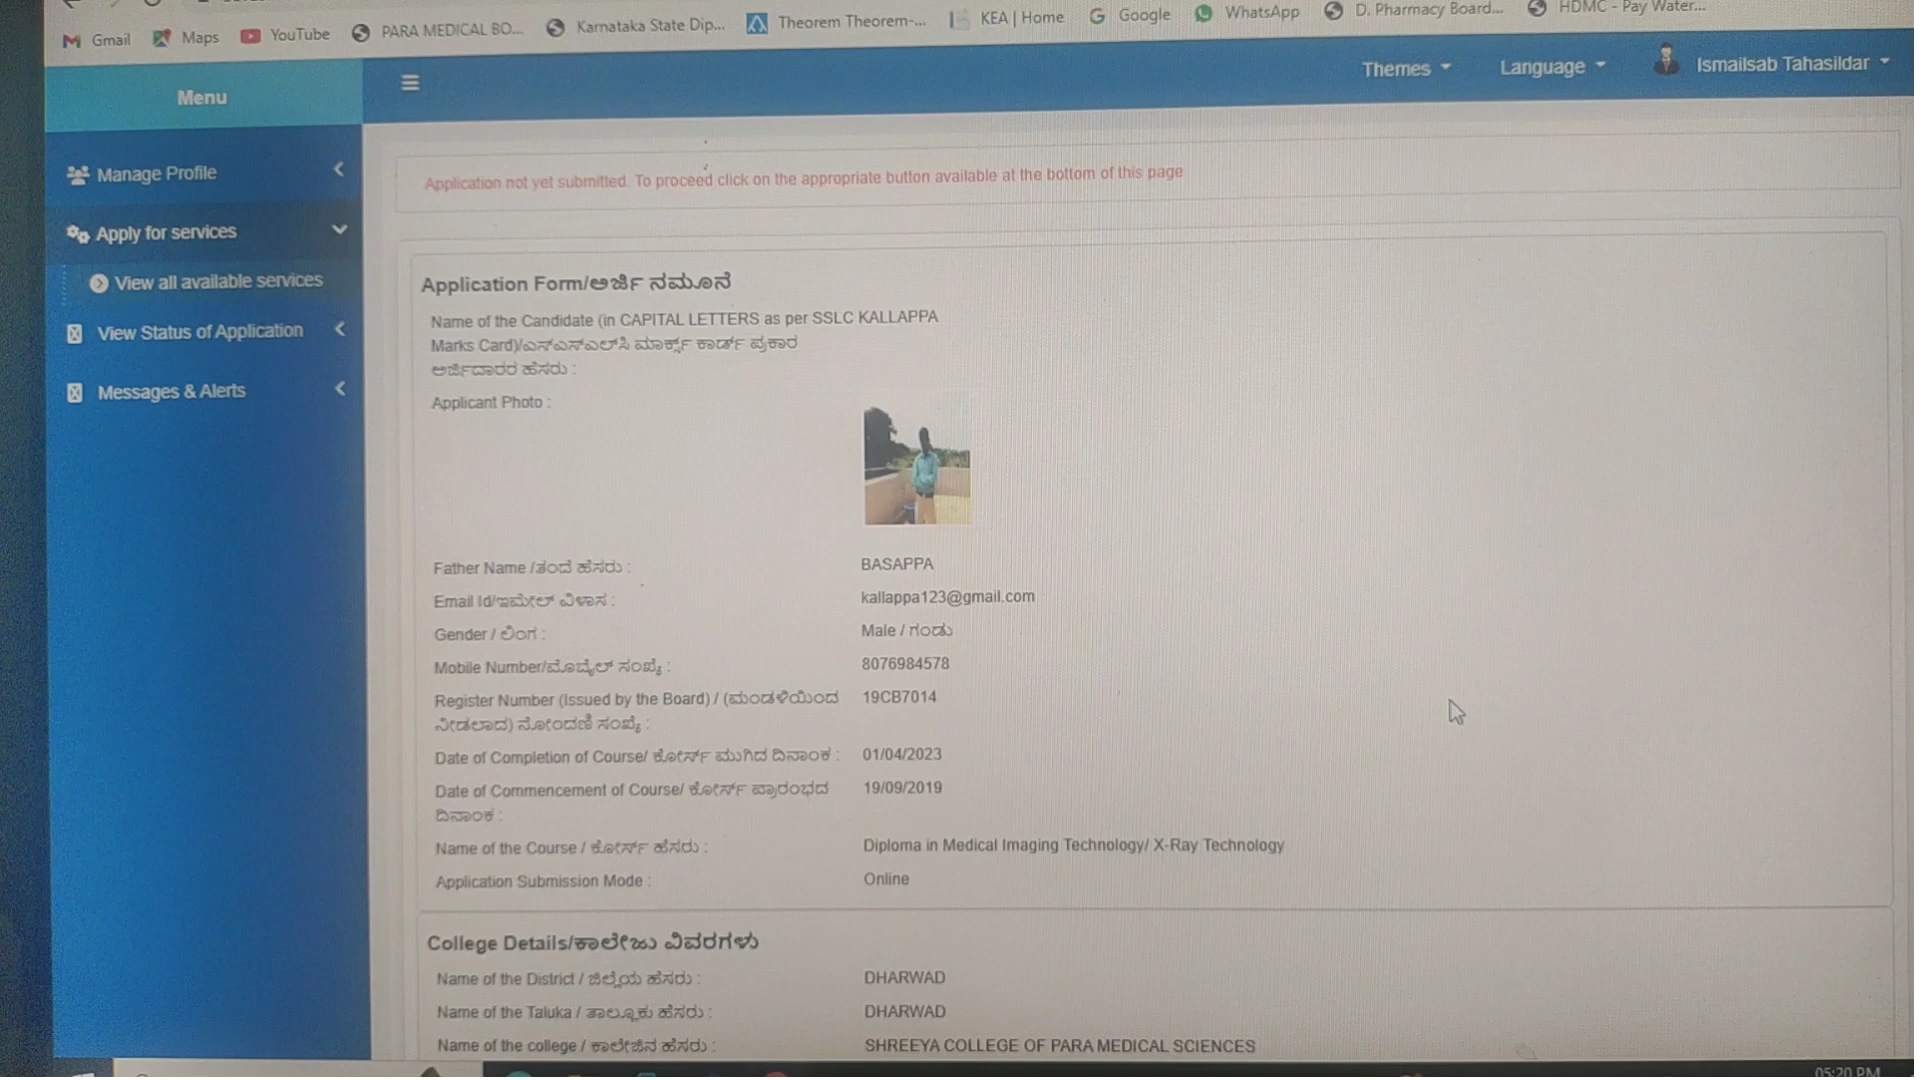 Gmail Maps YouTube PARA MEDICAL BO... Karnataka State Dip... Theorem Theorem-... KEA | Home Google WhatsApp D. Pharmacy Board... HDMC - Pay Water...
Menu
Themes Language Ismailsab Tahasildar
Manage Profile
Apply for services
View all available services
View Status of Application
Messages & Alerts
Application not yet submitted. To proceed click on the appropriate button available at the bottom of this page
Application Form/ಅರ್ಜಿ ನಮೂನೆ
Name of the Candidate (in CAPITAL LETTERS as per SSLC KALLAPPA
Marks Card)/ಎಸ್ಎಸ್ಎಲ್‌ಸಿ ಮಾರ್ಕ್ಸ್ ಕಾರ್ಡ್ ಪ್ರಕಾರ
ಅರ್ಜಿದಾರರ ಹೆಸರು :
Applicant Photo :
Father Name /ತಂದೆ ಹೆಸರು : BASAPPA
Email Id/ಇಮೇಲ್ ವಿಳಾಸ : kallappa123@gmail.com
Gender / ಲಿಂಗ : Male / ಗಂಡು
Mobile Number/ಮೊಬೈಲ್ ಸಂಖ್ಯೆ : 8076984578
Register Number (Issued by the Board) / (ಮಂಡಳಿಯಿಂದ 19CB7014
ನೀಡಲಾದ) ನೋಂದಣಿ ಸಂಖ್ಯೆ :
Date of Completion of Course/ ಕೋರ್ಸ್ ಮುಗಿದ ದಿನಾಂಕ : 01/04/2023
Date of Commencement of Course/ ಕೋರ್ಸ್ ಪ್ರಾರಂಭದ 19/09/2019
ದಿನಾಂಕ :
Name of the Course / ಕೋರ್ಸ್ ಹೆಸರು : Diploma in Medical Imaging Technology/ X-Ray Technology
Application Submission Mode : Online
College Details/ಕಾಲೇಜು ವಿವರಗಳು
Name of the District / ಜಿಲ್ಲೆಯ ಹೆಸರು : DHARWAD
Name of the Taluka / ತಾಲ್ಲೂಕು ಹೆಸರು : DHARWAD
Name of the college / ಕಾಲೇಜಿನ ಹೆಸರು : SHREEYA COLLEGE OF PARA MEDICAL SCIENCES
05:20 PM